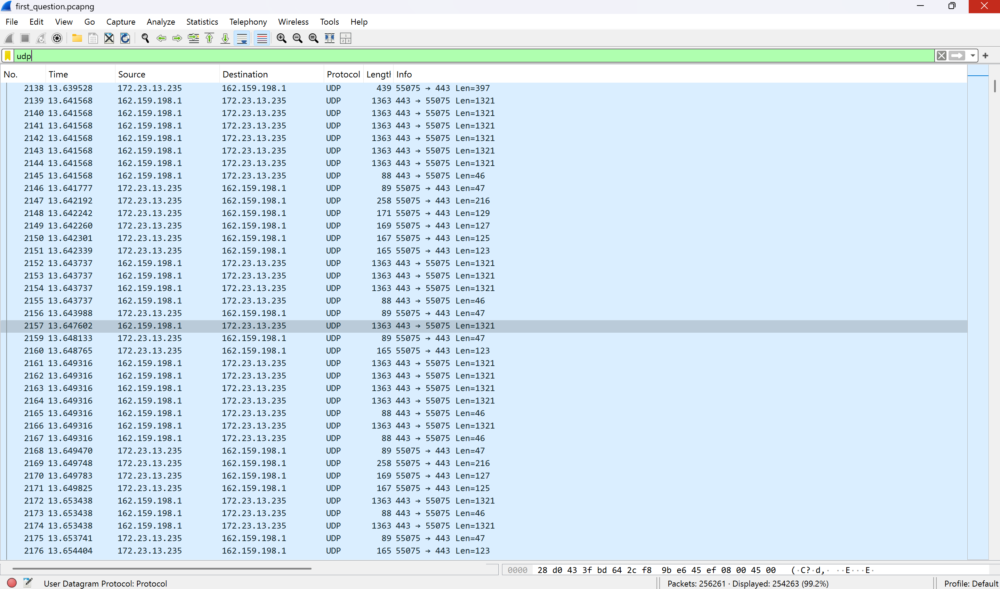 first_question.pcapng
File Edit View Go Capture Analyze Statistics Telephony Wireless Tools Help
udp
No. Time Source Destination Protocol Length Info
2138 13.639528 172.23.13.235 162.159.198.1 UDP 439 55075 → 443 Len=397
2139 13.641568 162.159.198.1 172.23.13.235 UDP 1363 443 → 55075 Len=1321
2140 13.641568 162.159.198.1 172.23.13.235 UDP 1363 443 → 55075 Len=1321
2141 13.641568 162.159.198.1 172.23.13.235 UDP 1363 443 → 55075 Len=1321
2142 13.641568 162.159.198.1 172.23.13.235 UDP 1363 443 → 55075 Len=1321
2143 13.641568 162.159.198.1 172.23.13.235 UDP 1363 443 → 55075 Len=1321
2144 13.641568 162.159.198.1 172.23.13.235 UDP 1363 443 → 55075 Len=1321
2145 13.641568 162.159.198.1 172.23.13.235 UDP 88 443 → 55075 Len=46
2146 13.641777 172.23.13.235 162.159.198.1 UDP 89 55075 → 443 Len=47
2147 13.642192 172.23.13.235 162.159.198.1 UDP 258 55075 → 443 Len=216
2148 13.642242 172.23.13.235 162.159.198.1 UDP 171 55075 → 443 Len=129
2149 13.642260 172.23.13.235 162.159.198.1 UDP 169 55075 → 443 Len=127
2150 13.642301 172.23.13.235 162.159.198.1 UDP 167 55075 → 443 Len=125
2151 13.642339 172.23.13.235 162.159.198.1 UDP 165 55075 → 443 Len=123
2152 13.643737 162.159.198.1 172.23.13.235 UDP 1363 443 → 55075 Len=1321
2153 13.643737 162.159.198.1 172.23.13.235 UDP 1363 443 → 55075 Len=1321
2154 13.643737 162.159.198.1 172.23.13.235 UDP 1363 443 → 55075 Len=1321
2155 13.643737 162.159.198.1 172.23.13.235 UDP 88 443 → 55075 Len=46
2156 13.643988 172.23.13.235 162.159.198.1 UDP 89 55075 → 443 Len=47
2157 13.647602 162.159.198.1 172.23.13.235 UDP 1363 443 → 55075 Len=1321
2159 13.648133 172.23.13.235 162.159.198.1 UDP 89 55075 → 443 Len=47
2160 13.648765 172.23.13.235 162.159.198.1 UDP 165 55075 → 443 Len=123
2161 13.649316 162.159.198.1 172.23.13.235 UDP 1363 443 → 55075 Len=1321
2162 13.649316 162.159.198.1 172.23.13.235 UDP 1363 443 → 55075 Len=1321
2163 13.649316 162.159.198.1 172.23.13.235 UDP 1363 443 → 55075 Len=1321
2164 13.649316 162.159.198.1 172.23.13.235 UDP 1363 443 → 55075 Len=1321
2165 13.649316 162.159.198.1 172.23.13.235 UDP 88 443 → 55075 Len=46
2166 13.649316 162.159.198.1 172.23.13.235 UDP 1363 443 → 55075 Len=1321
2167 13.649316 162.159.198.1 172.23.13.235 UDP 88 443 → 55075 Len=46
2168 13.649470 172.23.13.235 162.159.198.1 UDP 89 55075 → 443 Len=47
2169 13.649748 172.23.13.235 162.159.198.1 UDP 258 55075 → 443 Len=216
2170 13.649783 172.23.13.235 162.159.198.1 UDP 169 55075 → 443 Len=127
2171 13.649825 172.23.13.235 162.159.198.1 UDP 167 55075 → 443 Len=125
2172 13.653438 162.159.198.1 172.23.13.235 UDP 1363 443 → 55075 Len=1321
2173 13.653438 162.159.198.1 172.23.13.235 UDP 88 443 → 55075 Len=46
2174 13.653438 162.159.198.1 172.23.13.235 UDP 1363 443 → 55075 Len=1321
2175 13.653741 172.23.13.235 162.159.198.1 UDP 89 55075 → 443 Len=47
2176 13.654404 172.23.13.235 162.159.198.1 UDP 165 55075 → 443 Len=123
0000 28 d0 43 3f bd 64 2c f8 9b e6 45 ef 08 00 45 00 (·C?·d,· ··E···E·
User Datagram Protocol: Protocol Packets: 256261 · Displayed: 254263 (99.2%) Profile: Default